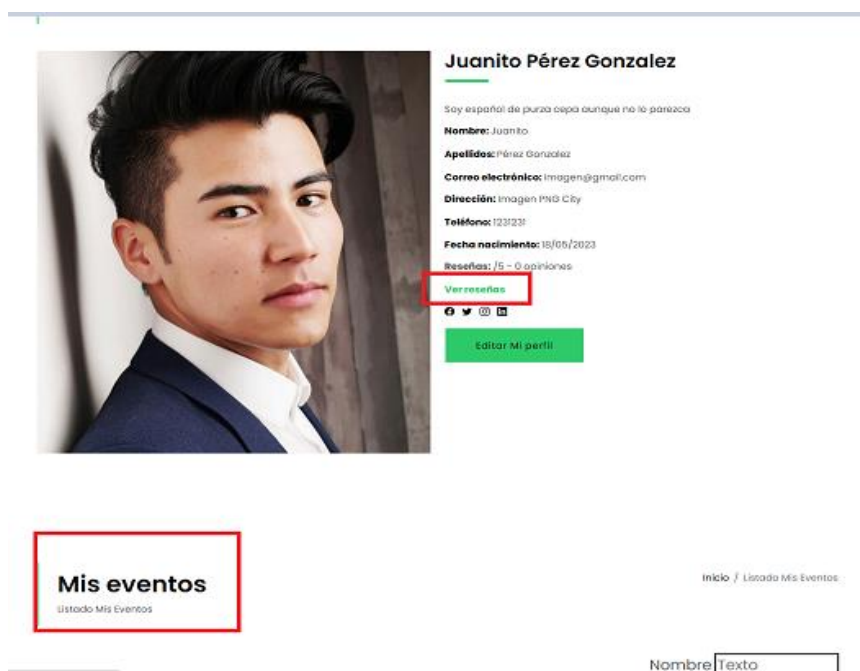 Juanito Pérez Gonzalez
Soy español de purza cepa aunque no lo parezca
Nombre: Juanito
Apellidos: Pérez Gonzalez
Correo electrónico: imagen@gmail.com
Dirección: Imagen PNG City
Teléfono: 1231231
Fecha nacimiento: 18/05/2023
Reseñas: /5 - 0 opiniones
Ver reseñas
Editar Mi perfil
Mis eventos
Listado Mis Eventos
Inicio / Listado Mis Eventos
Nombre Texto